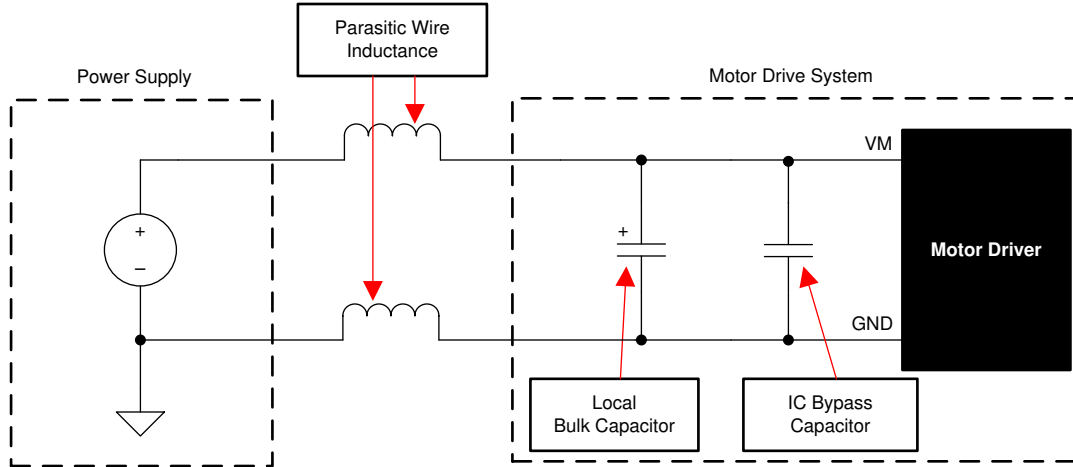 Parasitic Wire
Inductance
Power Supply
Motor Drive System
VM
+
–
+
Motor Driver
GND
Local
Bulk Capacitor
IC Bypass
Capacitor